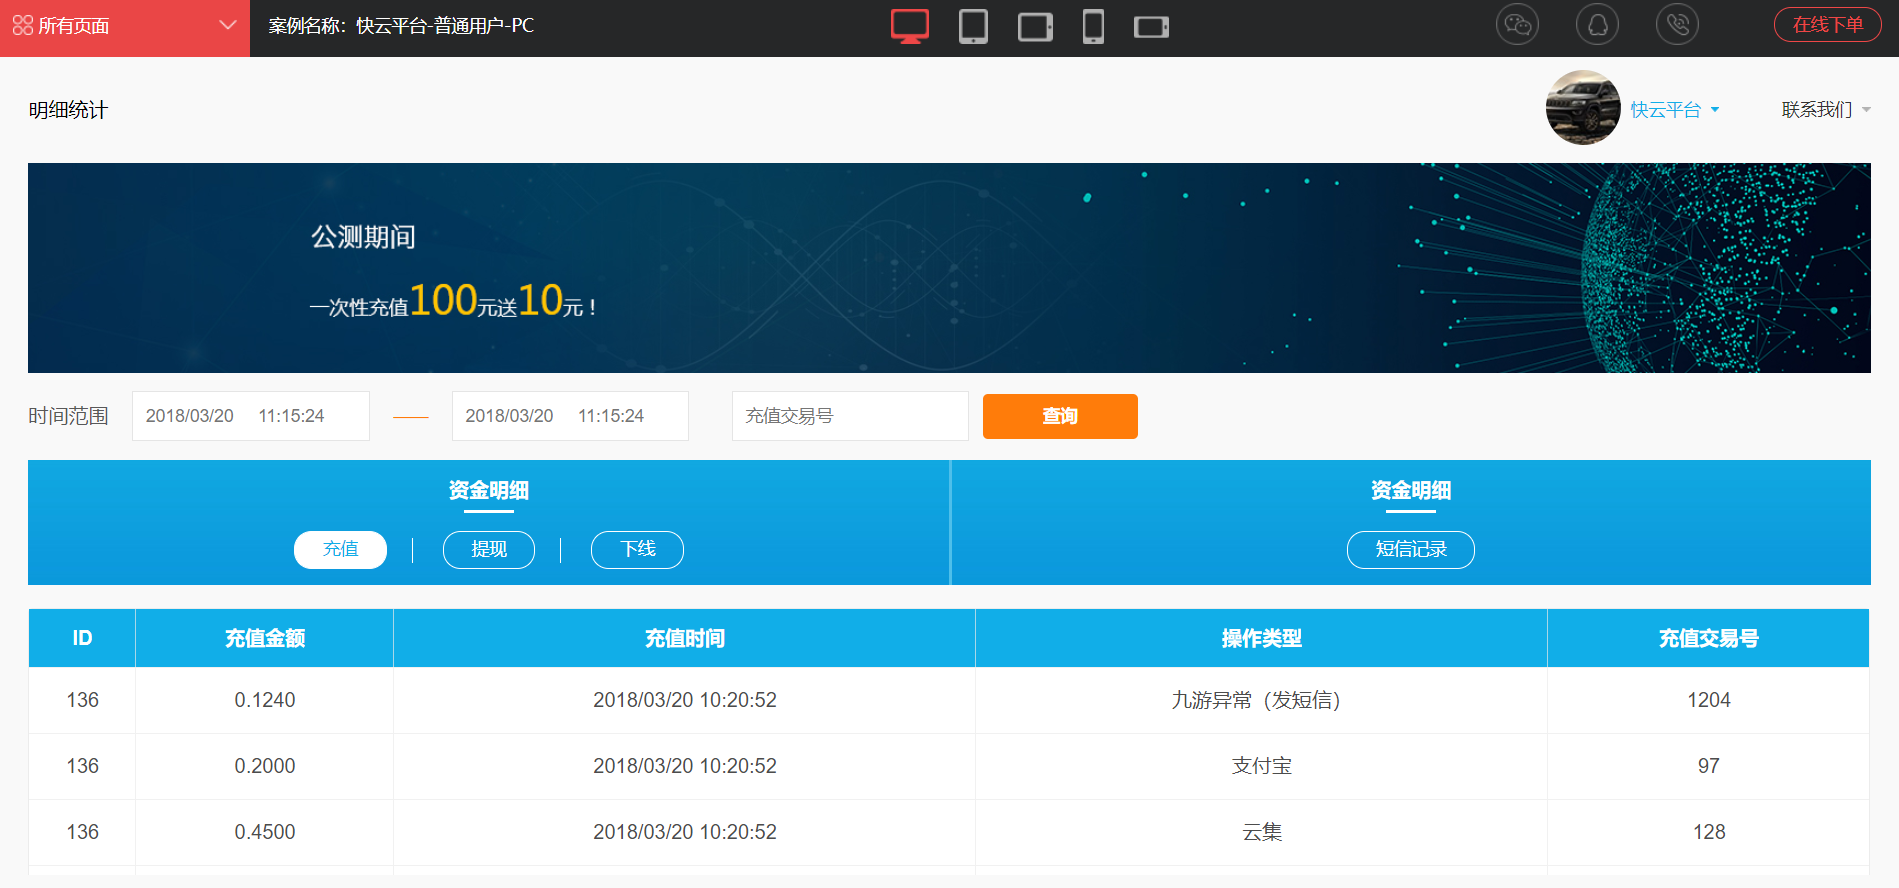 所有页面
案例名称：快云平台-普通用户-PC
在线下单
明细统计
快云平台
联系我们
公测期间
一次性充值100元送10元！
时间范围 2018/03/20 11:15:24 —— 2018/03/20 11:15:24 充值交易号 查询
资金明细 资金明细
充值 | 提现 | 下线 短信记录
ID 充值金额 充值时间 操作类型 充值交易号
136 0.1240 2018/03/20 10:20:52 九游异常（发短信） 1204
136 0.2000 2018/03/20 10:20:52 支付宝 97
136 0.4500 2018/03/20 10:20:52 云集 128